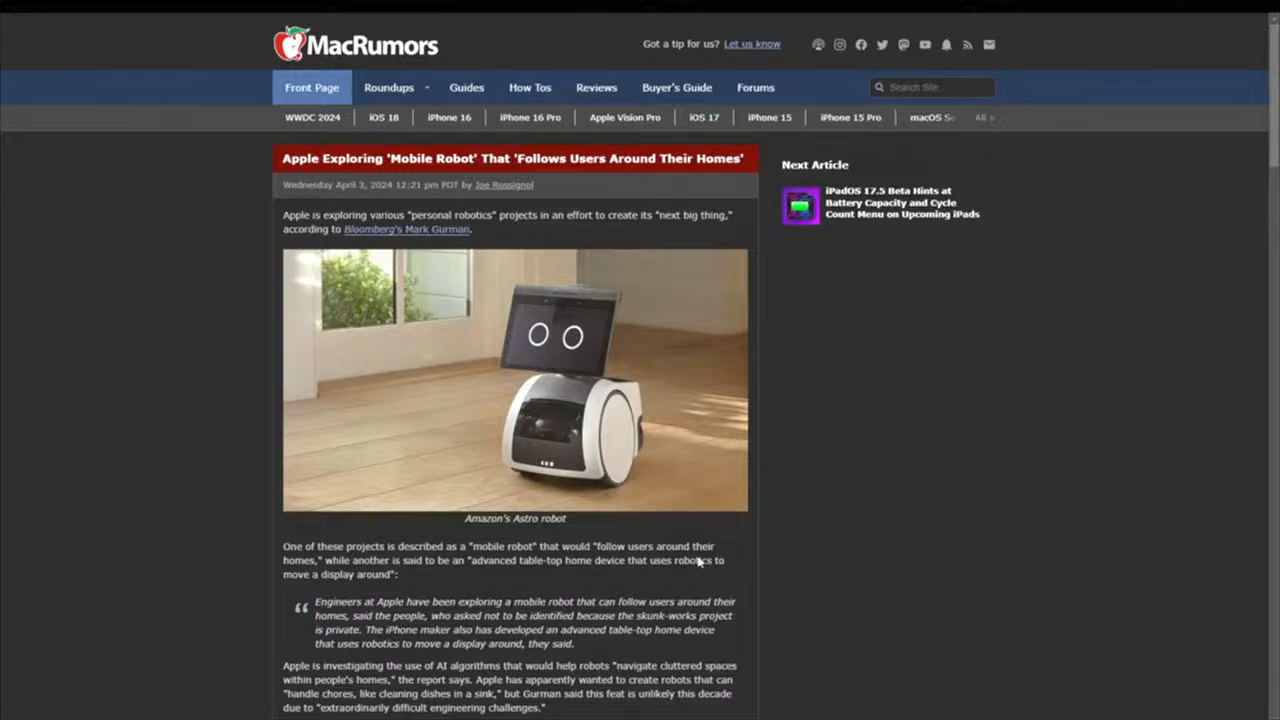 MacRumors
Got a tip for us? Let us know
Front Page
Roundups
Guides
How Tos
Reviews
Buyer's Guide
Forums
Search Site...
WWDC 2024
iOS 18
iPhone 16
iPhone 16 Pro
Apple Vision Pro
iOS 17
iPhone 15
iPhone 15 Pro
macOS So
All >
Apple Exploring 'Mobile Robot' That 'Follows Users Around Their Homes'
Wednesday April 3, 2024 12:21 pm PDT by Joe Rossignol
Apple is exploring various "personal robotics" projects in an effort to create its "next big thing,"
according to Bloomberg's Mark Gurman.
Amazon's Astro robot
One of these projects is described as a "mobile robot" that would "follow users around their
homes," while another is said to be an "advanced table-top home device that uses robotics to
move a display around":
“ Engineers at Apple have been exploring a mobile robot that can follow users around their
homes, said the people, who asked not to be identified because the skunk-works project
is private. The iPhone maker also has developed an advanced table-top home device
that uses robotics to move a display around, they said.
Apple is investigating the use of AI algorithms that would help robots "navigate cluttered spaces
within people's homes," the report says. Apple has apparently wanted to create robots that can
"handle chores, like cleaning dishes in a sink," but Gurman said this feat is unlikely this decade
due to "extraordinarily difficult engineering challenges."
Next Article
iPadOS 17.5 Beta Hints at
Battery Capacity and Cycle
Count Menu on Upcoming iPads